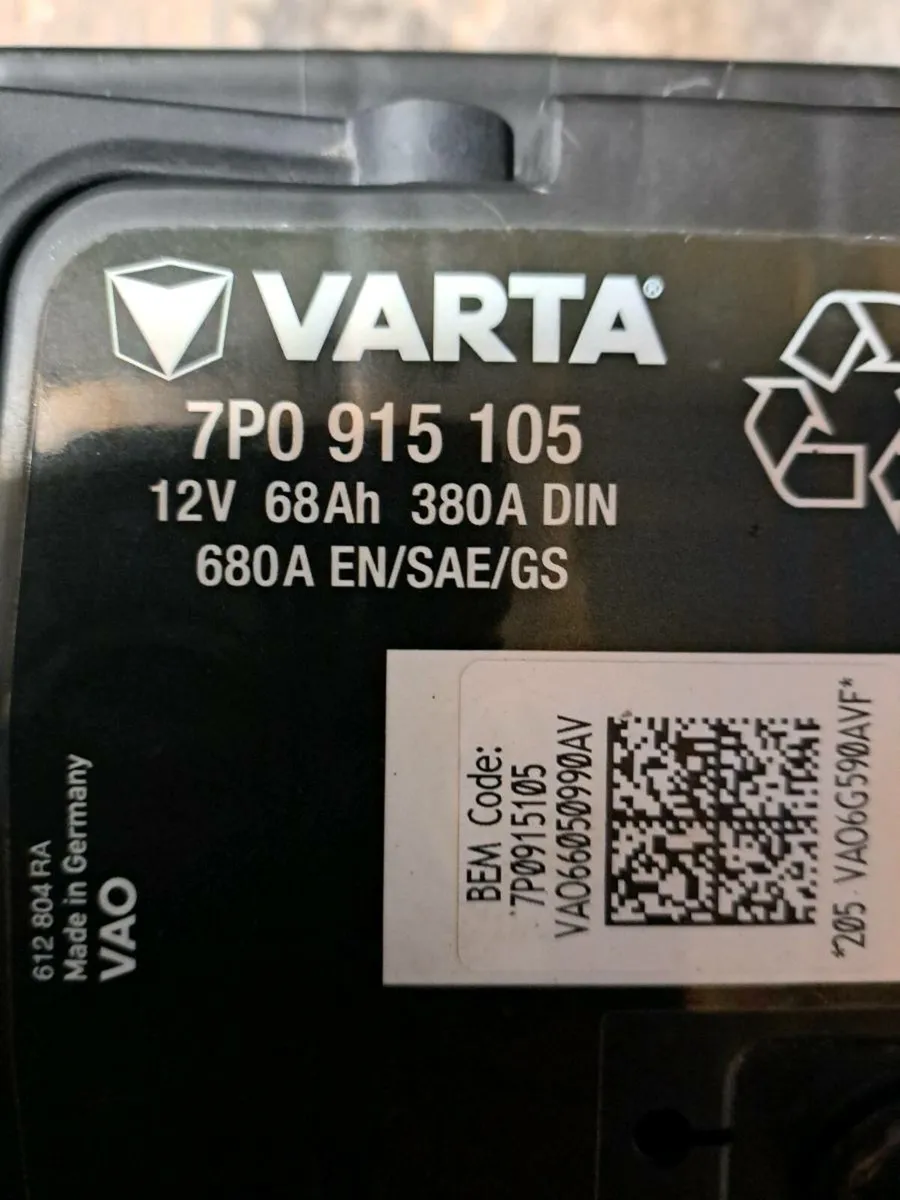 VARTA®
7P0 915 105
12V 68Ah 380A DIN
680A EN/SAE/GS
612 804 RA
Made in Germany
VAO
BEM Code:
7P0915105
VAO66050990AV
*205 · VAO6G590AVF*